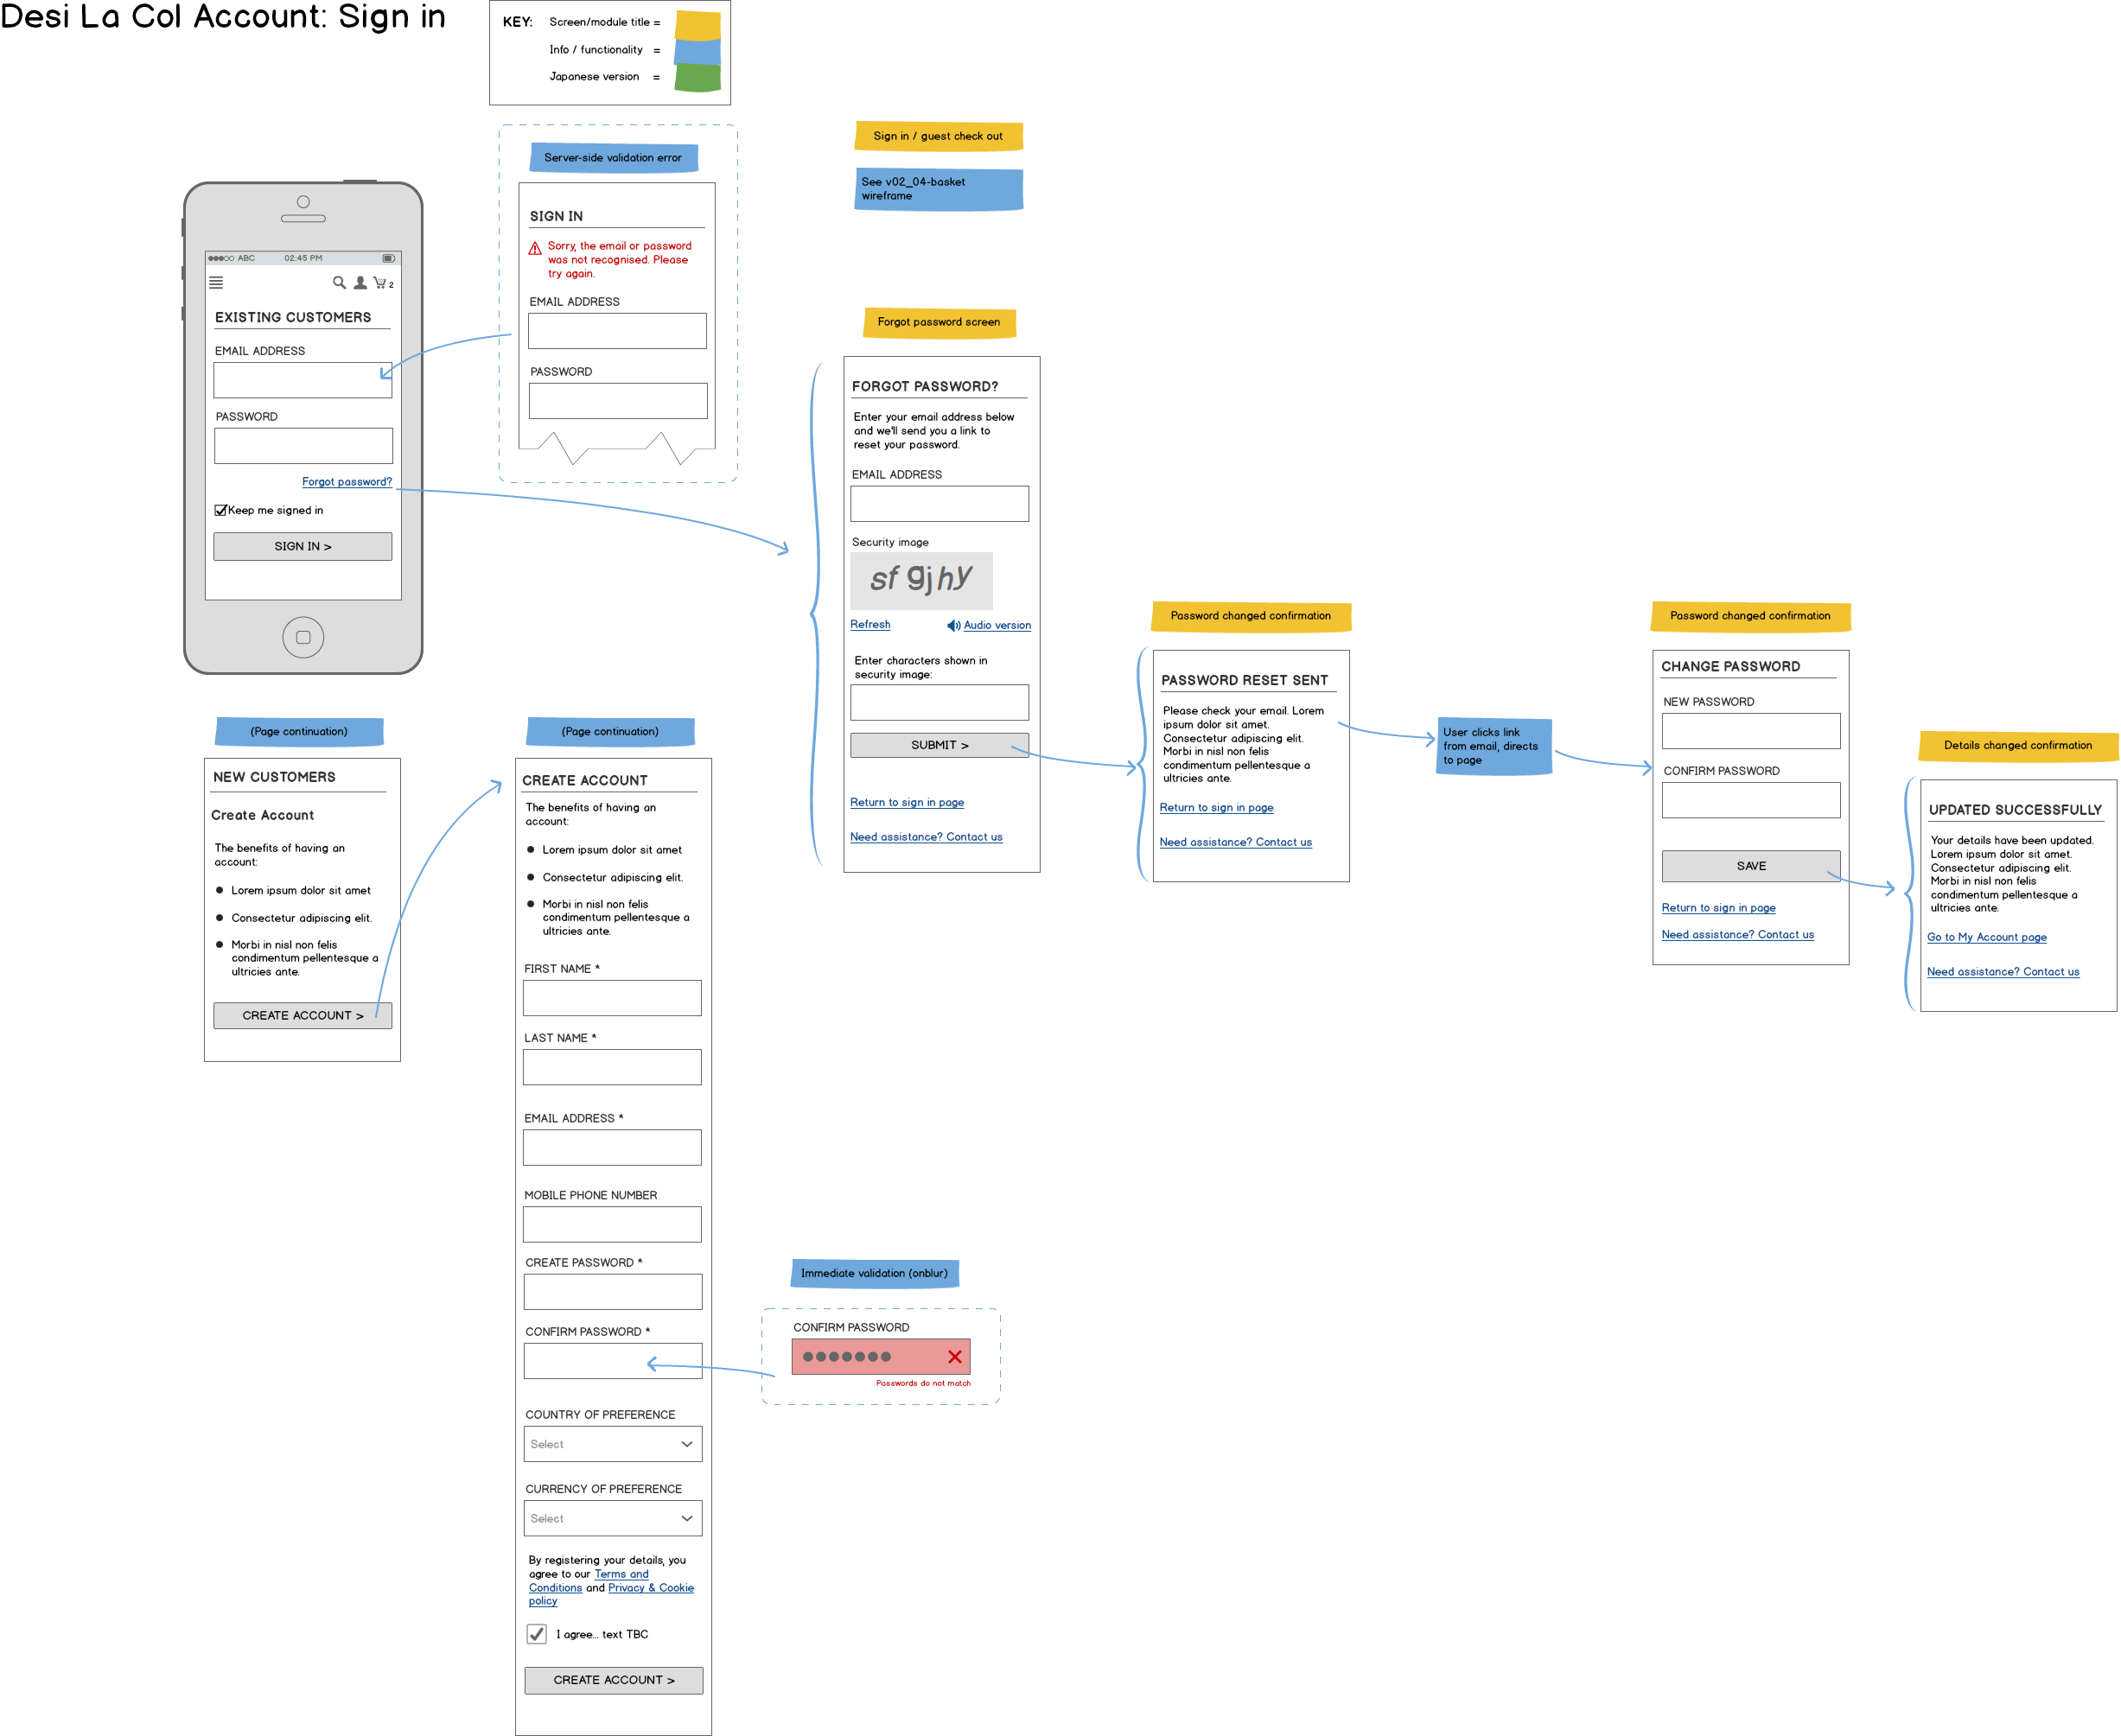 Desi La Col Account: Sign in
KEY:
Screen/module title =
Info / functionality =
Japanese version =
Server-side validation error
SIGN IN
Sorry, the email or password
was not recognised. Please
try again.
EMAIL ADDRESS
PASSWORD
Sign in / guest check out
See v02_04-basket
wireframe
ABC 02:45 PM
2
EXISTING CUSTOMERS
EMAIL ADDRESS
PASSWORD
Forgot password?
Keep me signed in
SIGN IN >
Forgot password screen
FORGOT PASSWORD?
Enter your email address below
and we'll send you a link to
reset your password.
EMAIL ADDRESS
Security image
sf gjhy
Refresh
Audio version
Enter characters shown in
security image:
SUBMIT >
Return to sign in page
Need assistance? Contact us
Password changed confirmation
PASSWORD RESET SENT
Please check your email. Lorem
ipsum dolor sit amet.
Consectetur adipiscing elit.
Morbi in nisl non felis
condimentum pellentesque a
ultricies ante.
Return to sign in page
Need assistance? Contact us
User clicks link
from email, directs
to page
Password changed confirmation
CHANGE PASSWORD
NEW PASSWORD
CONFIRM PASSWORD
SAVE
Return to sign in page
Need assistance? Contact us
Details changed confirmation
UPDATED SUCCESSFULLY
Your details have been updated.
Lorem ipsum dolor sit amet.
Consectetur adipiscing elit.
Morbi in nisl non felis
condimentum pellentesque a
ultricies ante.
Go to My Account page
Need assistance? Contact us
(Page continuation)
NEW CUSTOMERS
Create Account
The benefits of having an
account:
Lorem ipsum dolor sit amet
Consectetur adipiscing elit.
Morbi in nisl non felis
condimentum pellentesque a
ultricies ante.
CREATE ACCOUNT >
(Page continuation)
CREATE ACCOUNT
The benefits of having an
account:
Lorem ipsum dolor sit amet
Consectetur adipiscing elit.
Morbi in nisl non felis
condimentum pellentesque a
ultricies ante.
FIRST NAME *
LAST NAME *
EMAIL ADDRESS *
MOBILE PHONE NUMBER
CREATE PASSWORD *
CONFIRM PASSWORD *
COUNTRY OF PREFERENCE
Select
CURRENCY OF PREFERENCE
Select
By registering your details, you
agree to our Terms and
Conditions and Privacy & Cookie
policy
I agree... text TBC
CREATE ACCOUNT >
Immediate validation (onblur)
CONFIRM PASSWORD
Passwords do not match